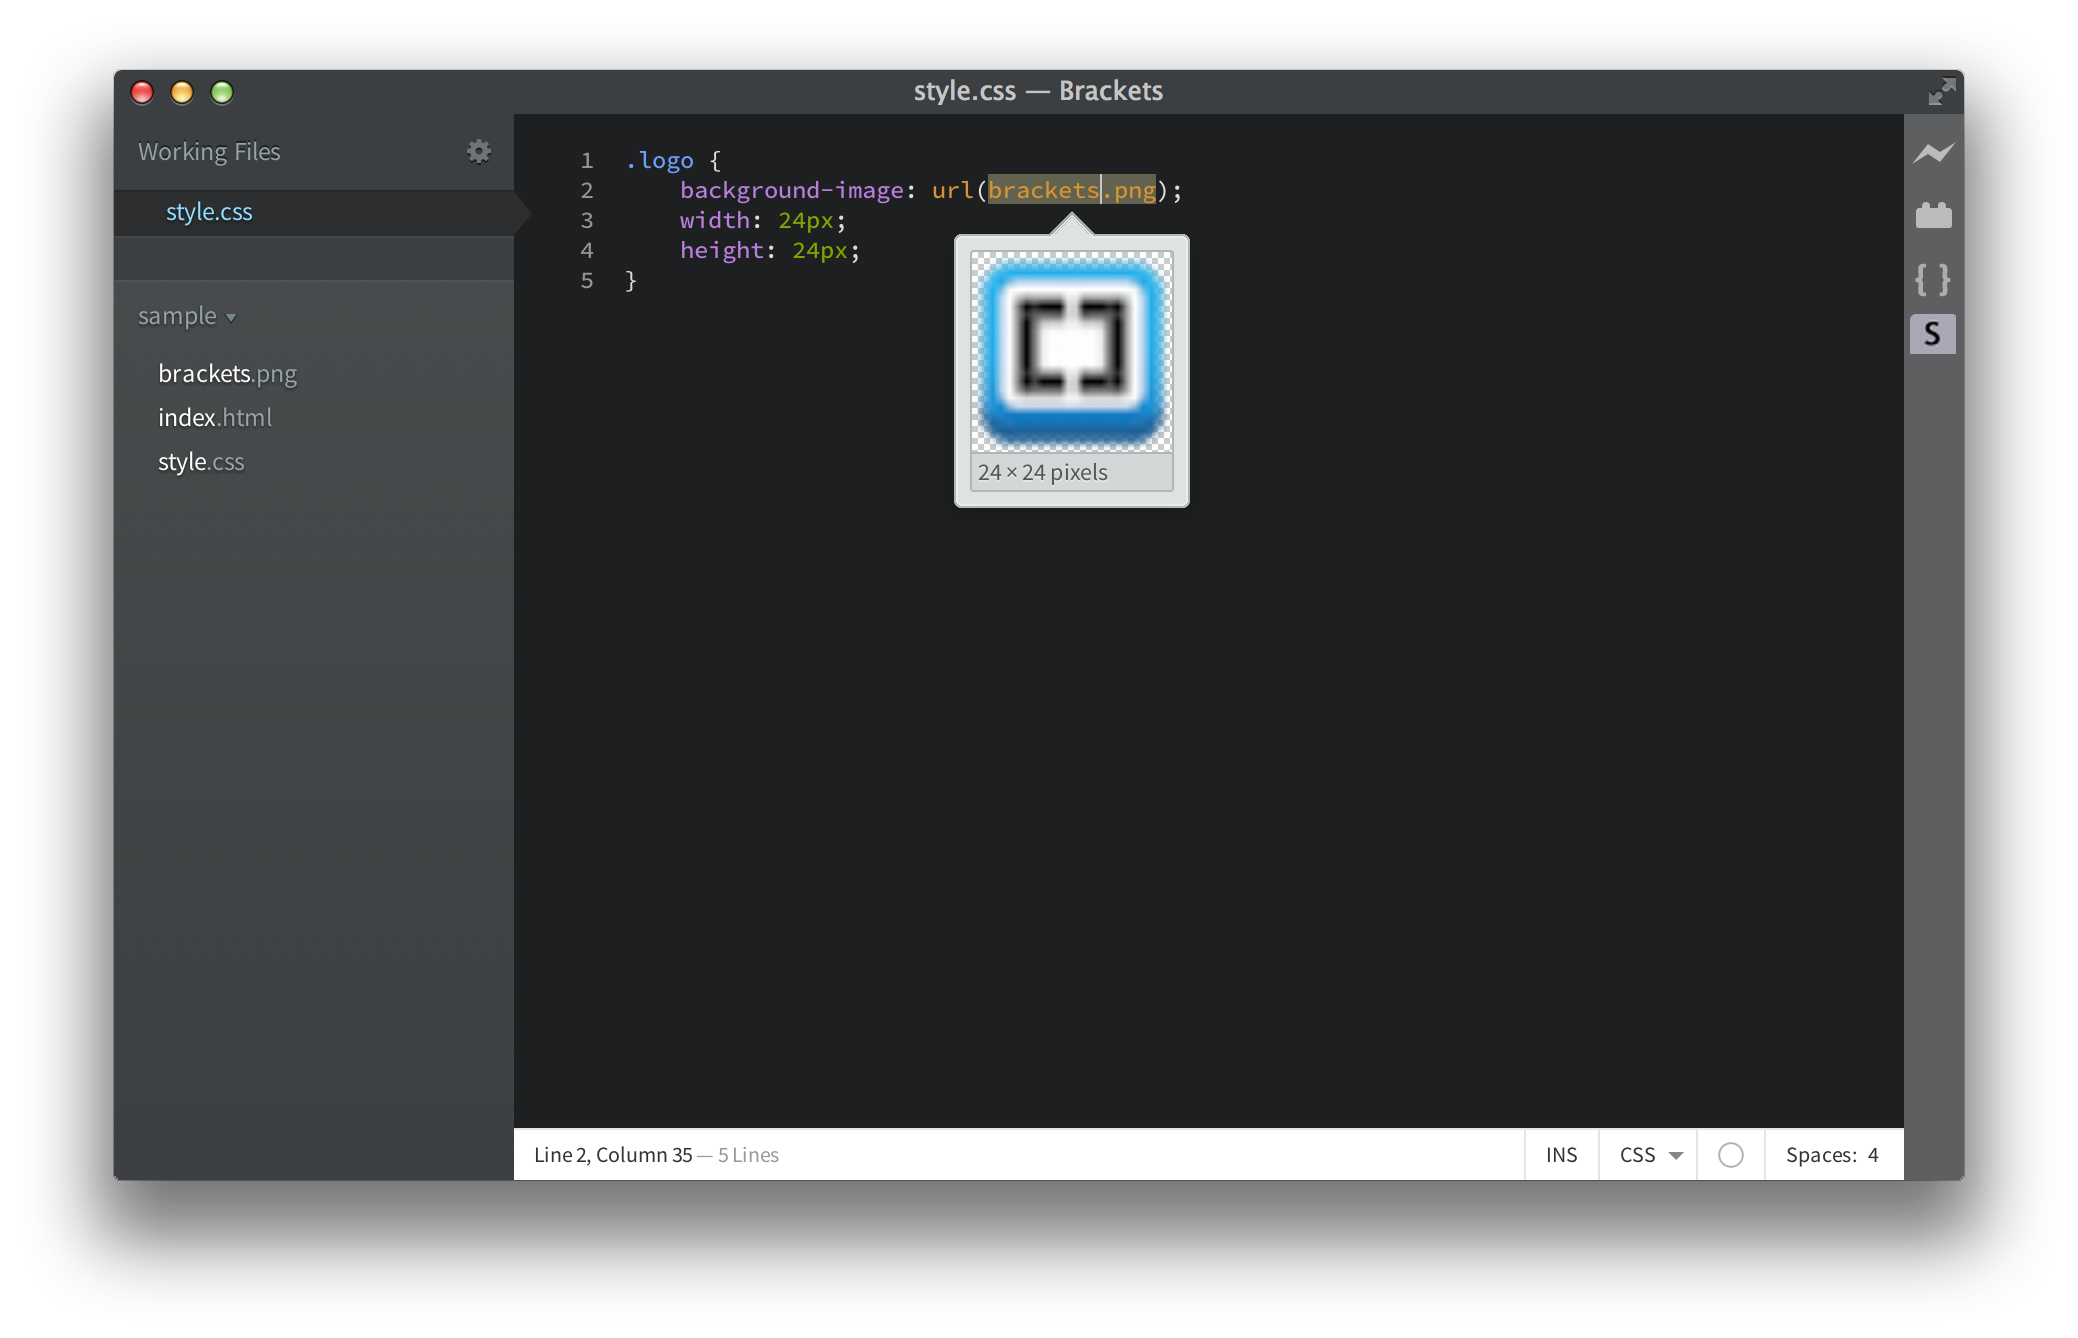 style.css — Brackets
Working Files
style.css
sample
brackets.png
index.html
style.css
1 .logo {
2     background-image: url(brackets.png);
3     width: 24px;
4     height: 24px;
5 }
24 × 24 pixels
{ }
S
Line 2, Column 35 — 5 Lines
INS
CSS
Spaces: 4